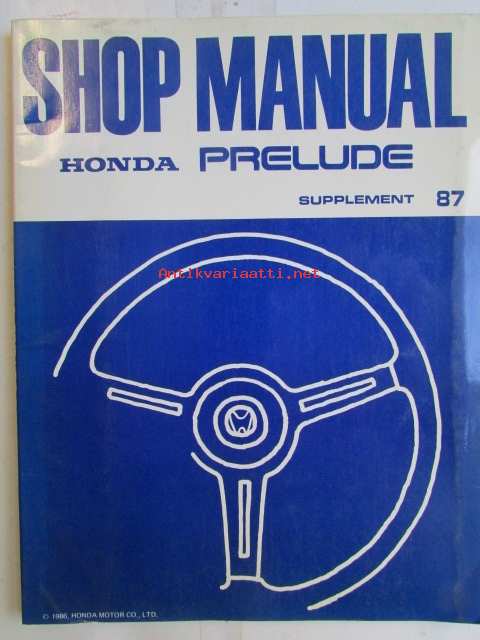 SHOP MANUAL
HONDA PRELUDE
SUPPLEMENT 87
Antikvariaatti.net
© 1986, HONDA MOTOR CO., LTD.